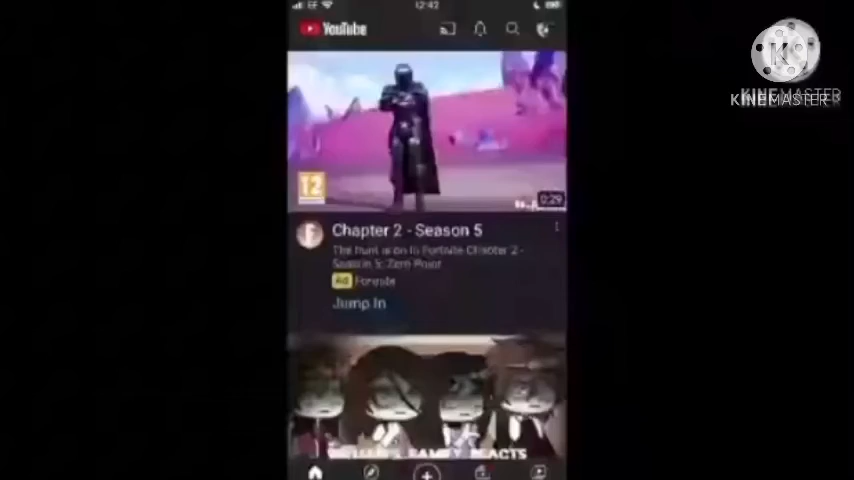 EE 12:42
YouTube
KINEMASTER
12
0:29
Chapter 2 - Season 5
The hunt is on in Fortnite Chapter 2 -
Season 5: Zero Point
Ad Fortnite
Jump In
FAMILY REACTS